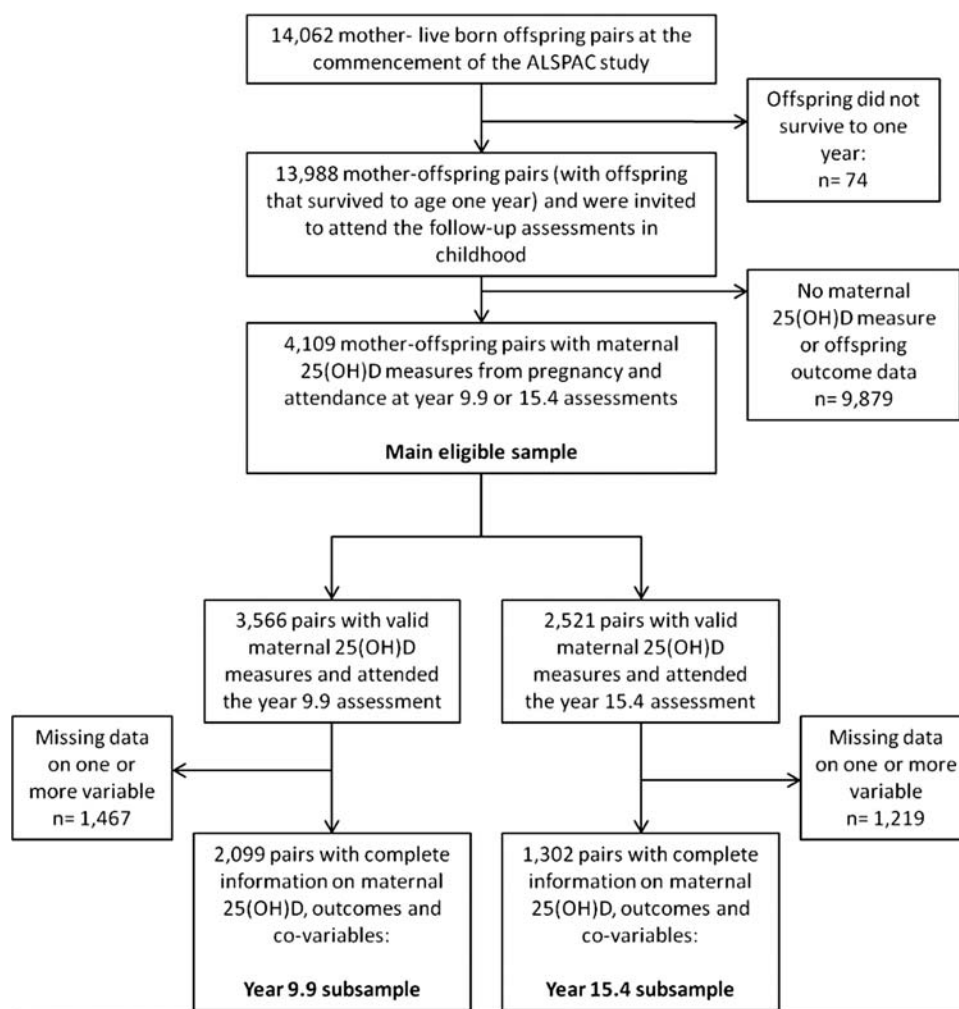 14,062 mother- live born offspring pairs at the
commencement of the ALSPAC study
Offspring did not
survive to one
year:
n= 74
13,988 mother-offspring pairs (with offspring
that survived to age one year) and were invited
to attend the follow-up assessments in
childhood
No maternal
25(OH)D measure
or offspring
outcome data
n= 9,879
4,109 mother-offspring pairs with maternal
25(OH)D measures from pregnancy and
attendance at year 9.9 or 15.4 assessments
Main eligible sample
3,566 pairs with valid
maternal 25(OH)D
measures and attended
the year 9.9 assessment
2,521 pairs with valid
maternal 25(OH)D
measures and attended
the year 15.4 assessment
Missing data
on one or
more variable
n= 1,467
Missing data
on one or more
variable
n= 1,219
2,099 pairs with complete
information on maternal
25(OH)D, outcomes and
co-variables:
Year 9.9 subsample
1,302 pairs with complete
information on maternal
25(OH)D, outcomes and
co-variables:
Year 15.4 subsample